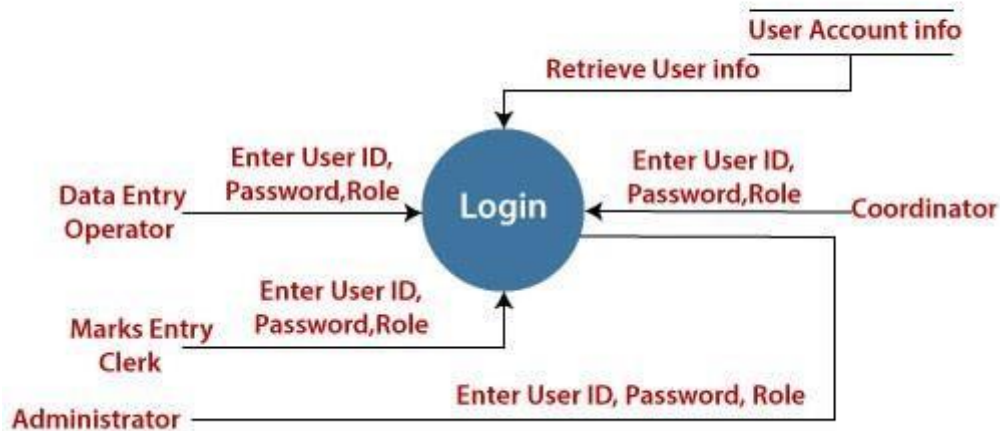 User Account info
Retrieve User info
Enter User ID,
Password,Role
Enter User ID,
Password,Role
Data Entry
Operator
Login
Coordinator
Enter User ID,
Password,Role
Marks Entry
Clerk
Enter User ID, Password, Role
Administrator